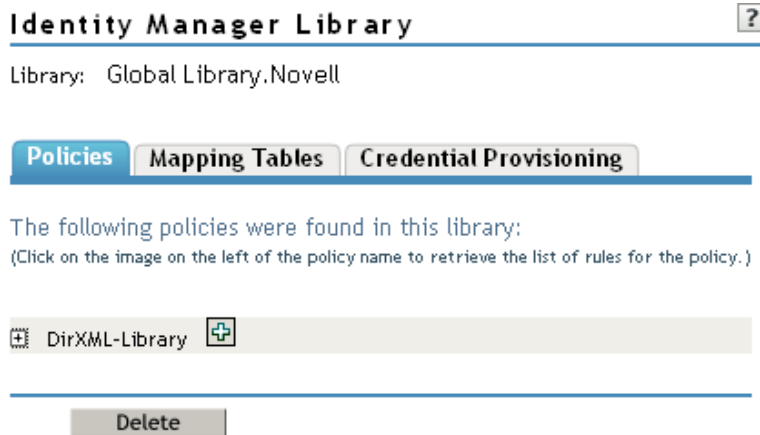 Identity Manager Library
?
Library: Global Library.Novell
Policies Mapping Tables Credential Provisioning
The following policies were found in this library:
(Click on the image on the left of the policy name to retrieve the list of rules for the policy.)
DirXML-Library
Delete